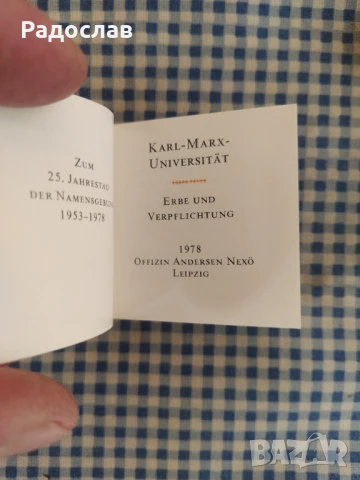 Радослав
Zum
25. Jahrestag
der
1953–1978
Karl-Marx-
Universität
Erbe und
Verpflichtung
1978
Offizin Andersen Nexö
Leipzig
BAZAR